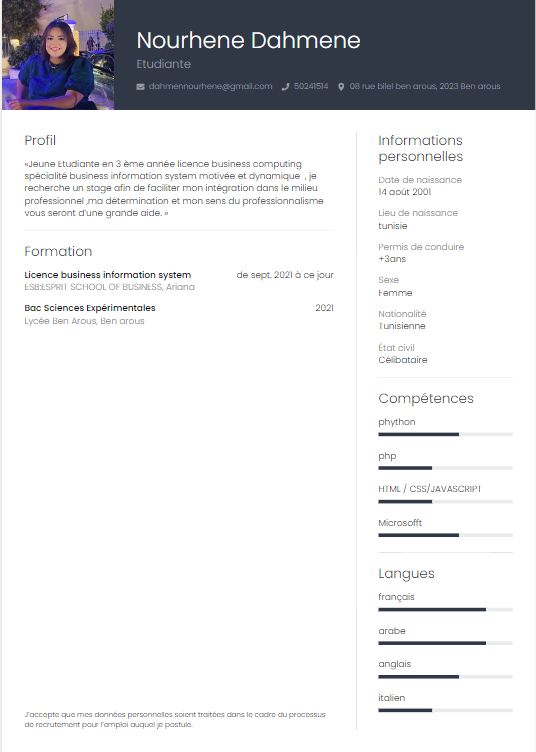 Nourhene Dahmene
Etudiante
dahmennourhene@gmail.com 50241514 08 rue bilel ben arous, 2023 Ben arous
Profil
«Jeune Etudiante en 3 ème année licence business computing
spécialité business information system motivée et dynamique , je
recherche un stage afin de faciliter mon intégration dans le milieu
professionnel ,ma détermination et mon sens du professionnalisme
vous seront d'une grande aide. »
Formation
Licence business information system de sept. 2021 à ce jour
ESB:ESPRIT SCHOOL OF BUSINESS, Ariana
Bac Sciences Expérimentales 2021
Lycée Ben Arous, Ben arous
J'accepte que mes données personnelles soient traitées dans le cadre du processus
de recrutement pour l'emploi auquel je postule.
Informations
personnelles
Date de naissance
14 août 2001
Lieu de naissance
tunisie
Permis de conduire
+3ans
Sexe
Femme
Nationalité
Tunisienne
État civil
Célibataire
Compétences
phython
php
HTML / CSS/JAVASCRIPT
Microsofft
Langues
français
arabe
anglais
italien